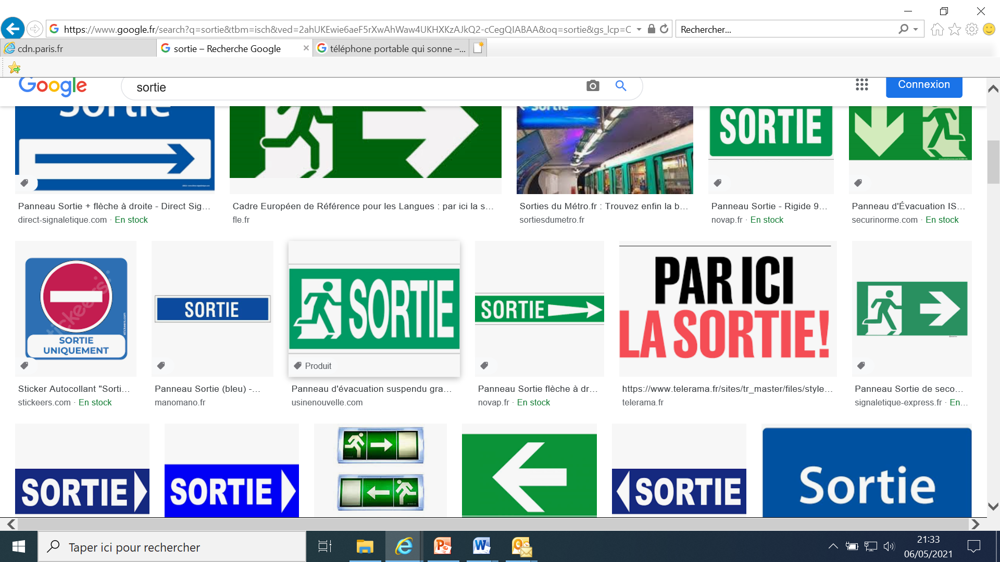 https://www.google.fr/search?q=sortie&tbm=isch&ved=2ahUKEwie6aeF5rXwAhWaw4UKHXKzAJkQ2-cCegQIABAA&oq=sortie&gs_lcp=C
Rechercher...
cdn.paris.fr
sortie – Recherche Google
téléphone portable qui sonne –...
Google
sortie
Connexion
Sortie
Sortie
SORTIE
Panneau Sortie + flèche à droite - Direct Sig...
direct-signaletique.com · En stock
Cadre Européen de Référence pour les Langues : par ici la s...
fle.fr
Sorties du Métro.fr : Trouvez enfin la b...
sortiesdumetro.fr
Panneau Sortie - Rigide 9...
novap.fr · En stock
Panneau d'Évacuation IS...
securinorme.com · En stock
stickeers
stickeers.com
SORTIE
UNIQUEMENT
SORTIE
SORTIE
Produit
SORTIE
PAR ICI
LA SORTIE!
Sticker Autocollant "Sorti...
stickeers.com · En stock
Panneau Sortie (bleu) -...
manomano.fr
Panneau d'évacuation suspendu gra...
usinenouvelle.com
Panneau Sortie flèche à dr...
novap.fr · En stock
https://www.telerama.fr/sites/tr_master/files/style...
telerama.fr
Panneau Sortie de seco...
signaletique-express.fr · En...
SORTIE
SORTIE
SORTIE
Sortie
Taper ici pour rechercher
21:33
06/05/2021